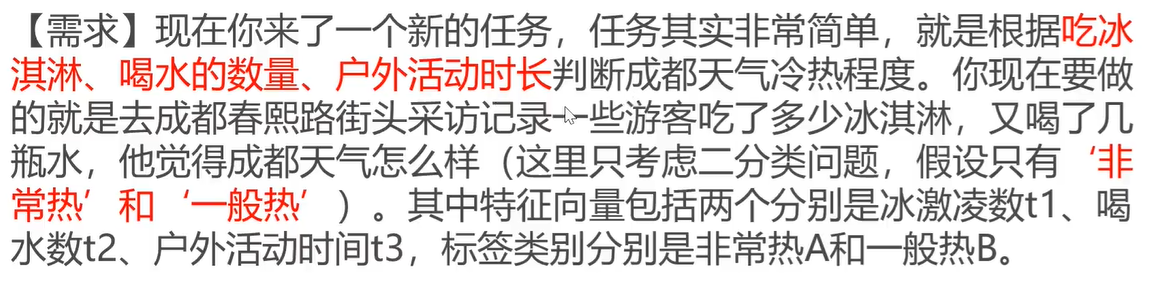 【需求】现在你来了一个新的任务，任务其实非常简单，就是根据吃冰
淇淋、喝水的数量、户外活动时长判断成都天气冷热程度。你现在要做
的就是去成都春熙路街头采访记录一些游客吃了多少冰淇淋，又喝了几
瓶水，他觉得成都天气怎么样（这里只考虑二分类问题，假设只有‘非
常热’和‘一般热’）。其中特征向量包括两个分别是冰激凌数t1、喝
水数t2、户外活动时间t3，标签类别分别是非常热A和一般热B。